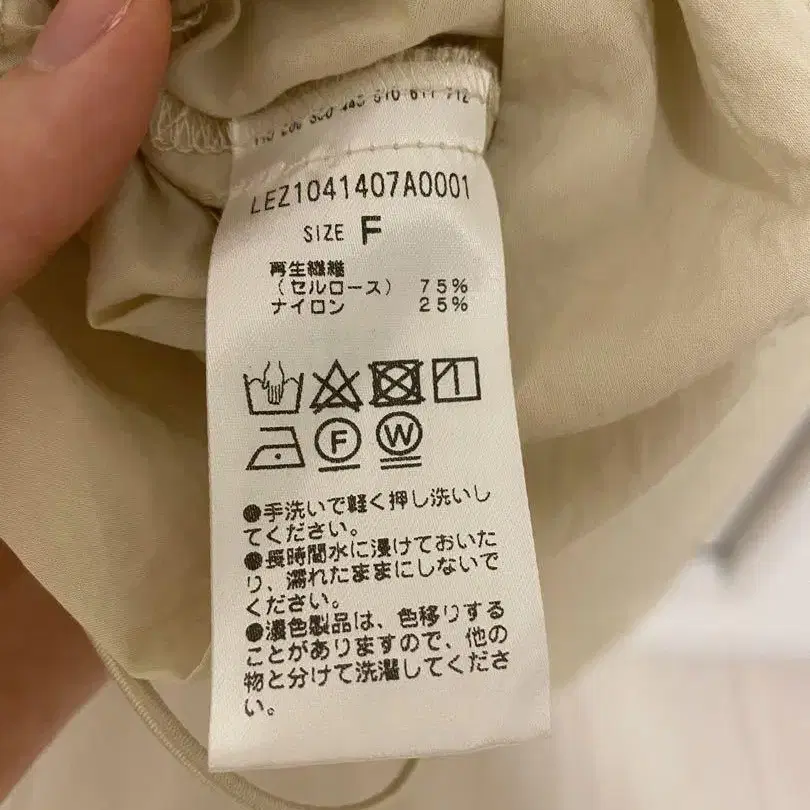 LEZ1041407A0001
SIZE F
再生繊維
(セルロース) 75%
ナイロン 25%
F W
●手洗いで軽く押し洗いし
てください。
●長時間水に浸けておいた
り、濡れたままにしないで
ください。
●濃色製品は、色移りする
ことがありますので、他の
物と分けて洗濯してくださ
い。